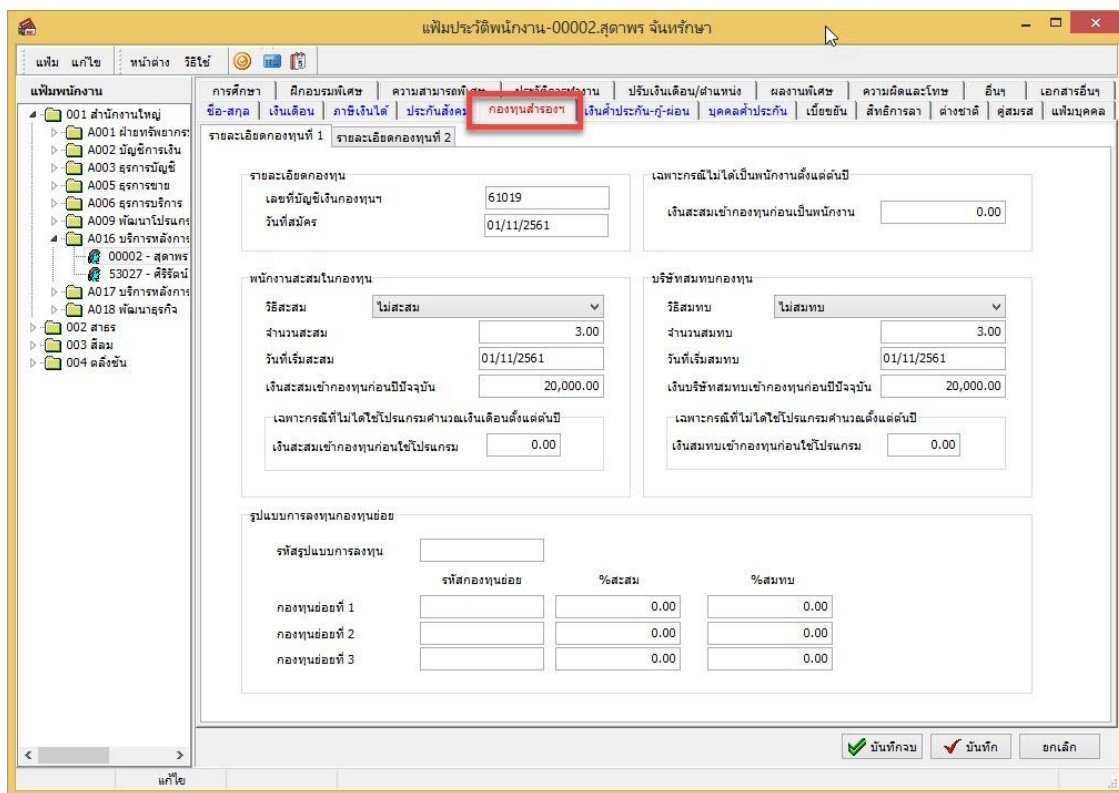 แฟ้มประวัติพนักงาน-00002.สุดาพร จันทรักษา
แฟ้ม แก้ไข หน้าต่าง วิธีใช้
แฟ้มพนักงาน
001 สำนักงานใหญ่
A001 ฝ่ายทรัพยากร
A002 บัญชีการเงิน
A003 ธุรการบัญชี
A005 ธุรการขาย
A006 ธุรการบริการ
A009 พัฒนาโปรแกร
A016 บริการหลังการ
00002 - สุดาพร
53027 - ศิริรัตน์
A017 บริการหลังการ
A018 พัฒนาธุรกิจ
002 สาธร
003 สีลม
004 ตลิ่งชัน
การศึกษา ฝึกอบรมพิเศษ ความสามารถพิเศษ ประวัติการทำงาน ปรับเงินเดือน/ตำแหน่ง ผลงานพิเศษ ความผิดและโทษ อื่นๆ เอกสารอื่นๆ
ชื่อ-สกุล เงินเดือน ภาษีเงินได้ ประกันสังคม กองทุนสำรองฯ เงินค้ำประกัน-กู้-ผ่อน บุคคลค้ำประกัน เบี้ยขยัน สิทธิการลา ต่างชาติ คู่สมรส แฟ้มบุคคล
รายละเอียดกองทุนที่ 1 รายละเอียดกองทุนที่ 2
รายละเอียดกองทุน
เลขที่บัญชีเงินกองทุนฯ 61019
วันที่สมัคร 01/11/2561
เฉพาะกรณีไม่ได้เป็นพนักงานตั้งแต่ต้นปี
เงินสะสมเข้ากองทุนก่อนเป็นพนักงาน 0.00
พนักงานสะสมในกองทุน
วิธีสะสม ไม่สะสม
จำนวนสะสม 3.00
วันที่เริ่มสะสม 01/11/2561
เงินสะสมเข้ากองทุนก่อนปีปัจจุบัน 20,000.00
เฉพาะกรณีที่ไม่ได้ใช้โปรแกรมคำนวณเงินเดือนตั้งแต่ต้นปี
เงินสะสมเข้ากองทุนก่อนใช้โปรแกรม 0.00
บริษัทสมทบกองทุน
วิธีสมทบ ไม่สมทบ
จำนวนสมทบ 3.00
วันที่เริ่มสมทบ 01/11/2561
เงินบริษัทสมทบเข้ากองทุนก่อนปีปัจจุบัน 20,000.00
เฉพาะกรณีที่ไม่ได้ใช้โปรแกรมคำนวณตั้งแต่ต้นปี
เงินสมทบเข้ากองทุนก่อนใช้โปรแกรม 0.00
รูปแบบการลงทุนกองทุนย่อย
รหัสรูปแบบการลงทุน
รหัสกองทุนย่อย %สะสม %สมทบ
กองทุนย่อยที่ 1 0.00 0.00
กองทุนย่อยที่ 2 0.00 0.00
กองทุนย่อยที่ 3 0.00 0.00
บันทึกจบ บันทึก ยกเลิก
แก้ไข